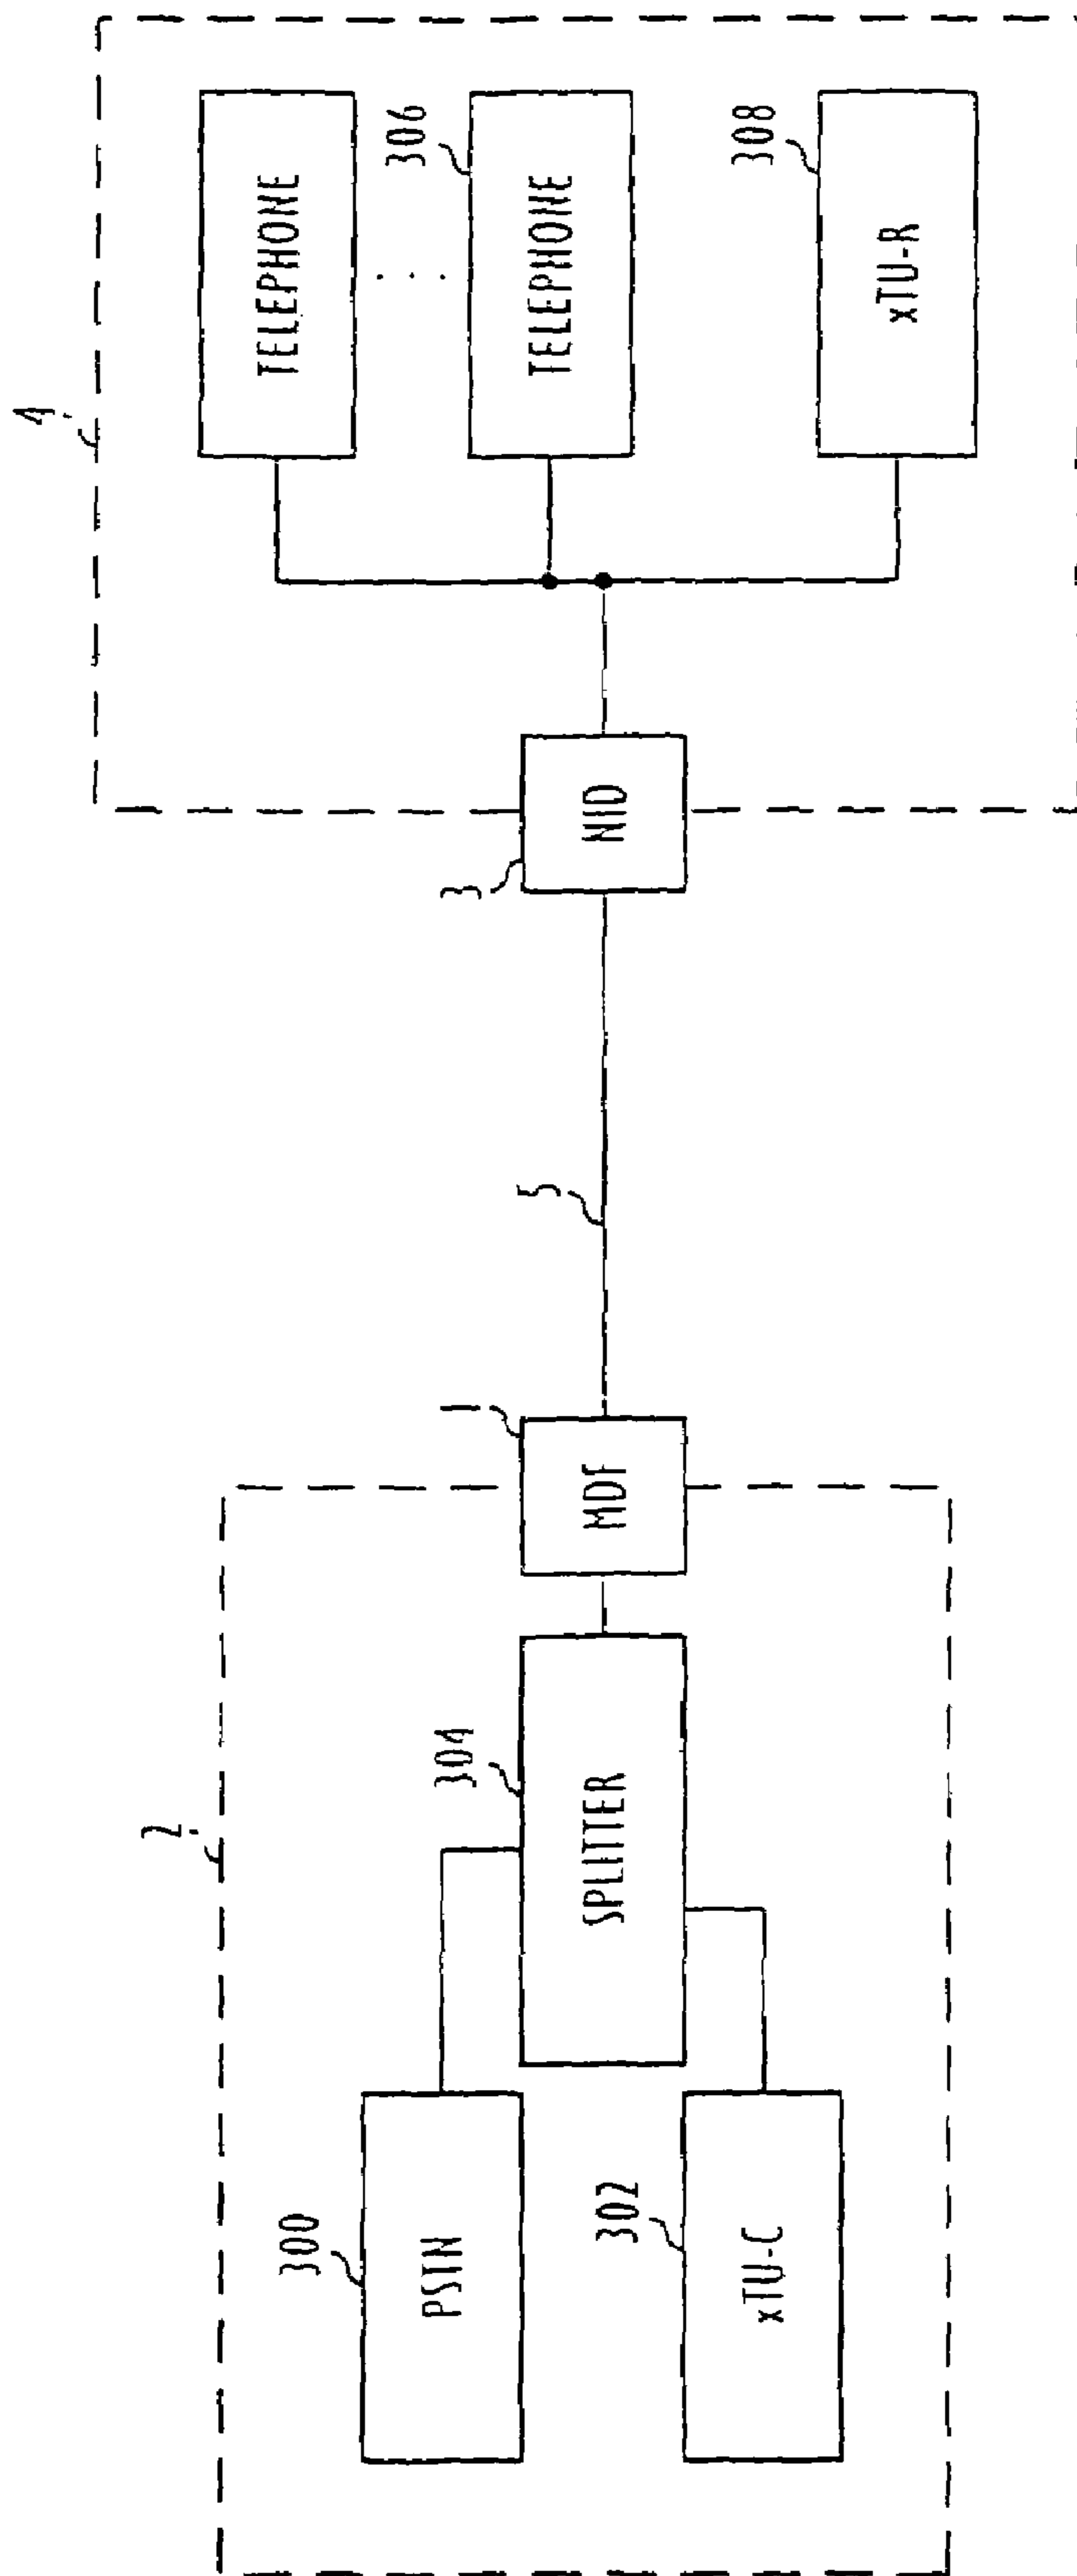 2
300
PSTN
302
xTU-C
304
SPLITTER
1
MDF
5
3
NID
4
TELEPHONE
306
TELEPHONE
308
xTU-R